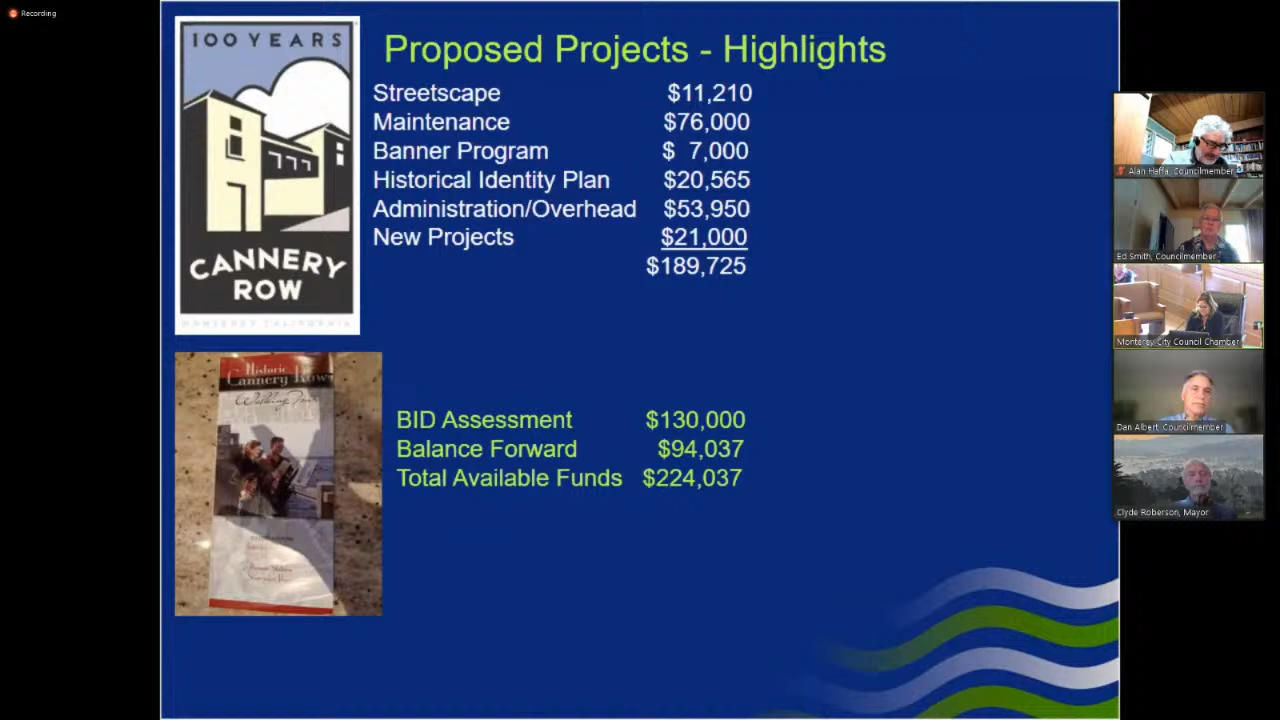 Recording
100 YEARS
CANNERY
ROW
MONTEREY CALIFORNIA
Proposed Projects - Highlights
Streetscape $11,210
Maintenance $76,000
Banner Program $ 7,000
Historical Identity Plan $20,565
Administration/Overhead $53,950
New Projects $21,000
$189,725
Historic
Cannery Row
Walking Tour
BID Assessment $130,000
Balance Forward $94,037
Total Available Funds $224,037
Alan Haffa, Councilmember
Ed Smith, Councilmember
Monterey City Council Chamber
Dan Albert, Councilmember
Clyde Roberson, Mayor